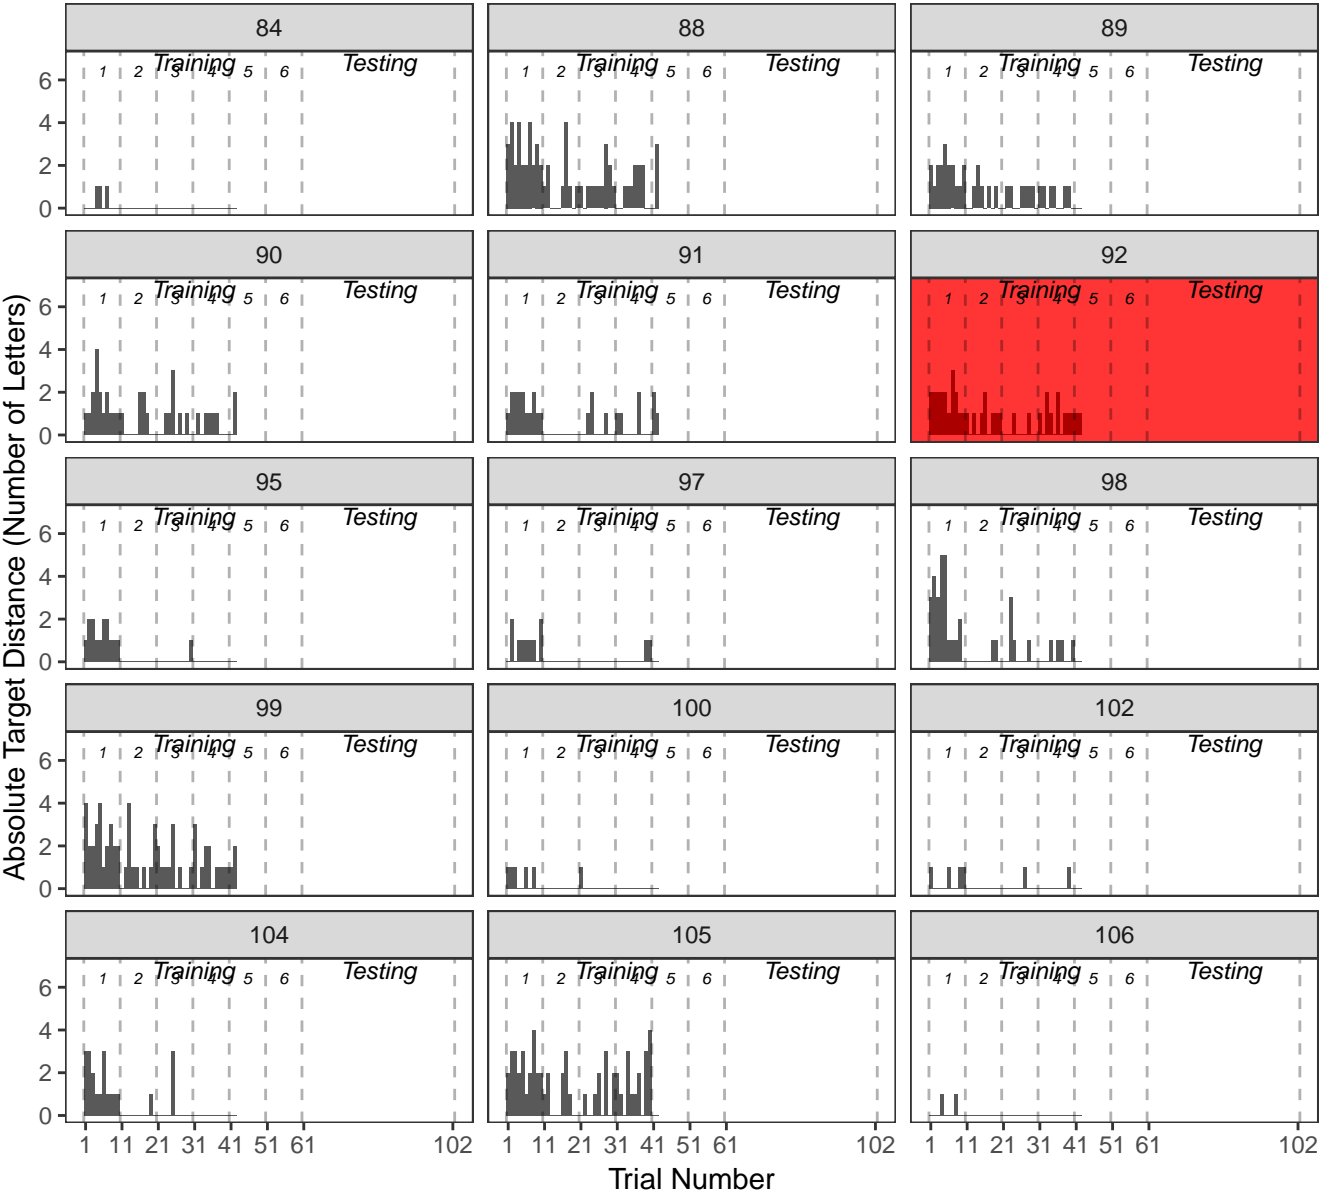 84 88 89
Training Testing Training Testing Training Testing
1 2 3 4 5 6 1 2 3 4 5 6 1 2 3 4 5 6
6
4
2
0
90 91 92
Training Testing Training Testing Training Testing
1 2 3 4 5 6 1 2 3 4 5 6 1 2 3 4 5 6
6
4
2
0
Absolute Target Distance (Number of Letters)
95 97 98
Training Testing Training Testing Training Testing
1 2 3 4 5 6 1 2 3 4 5 6 1 2 3 4 5 6
6
4
2
0
99 100 102
Training Testing Training Testing Training Testing
1 2 3 4 5 6 1 2 3 4 5 6 1 2 3 4 5 6
6
4
2
0
104 105 106
Training Testing Training Testing Training Testing
1 2 3 4 5 6 1 2 3 4 5 6 1 2 3 4 5 6
6
4
2
0
1 11 21 31 41 51 61 102 1 11 21 31 41 51 61 102 1 11 21 31 41 51 61 102
Trial Number